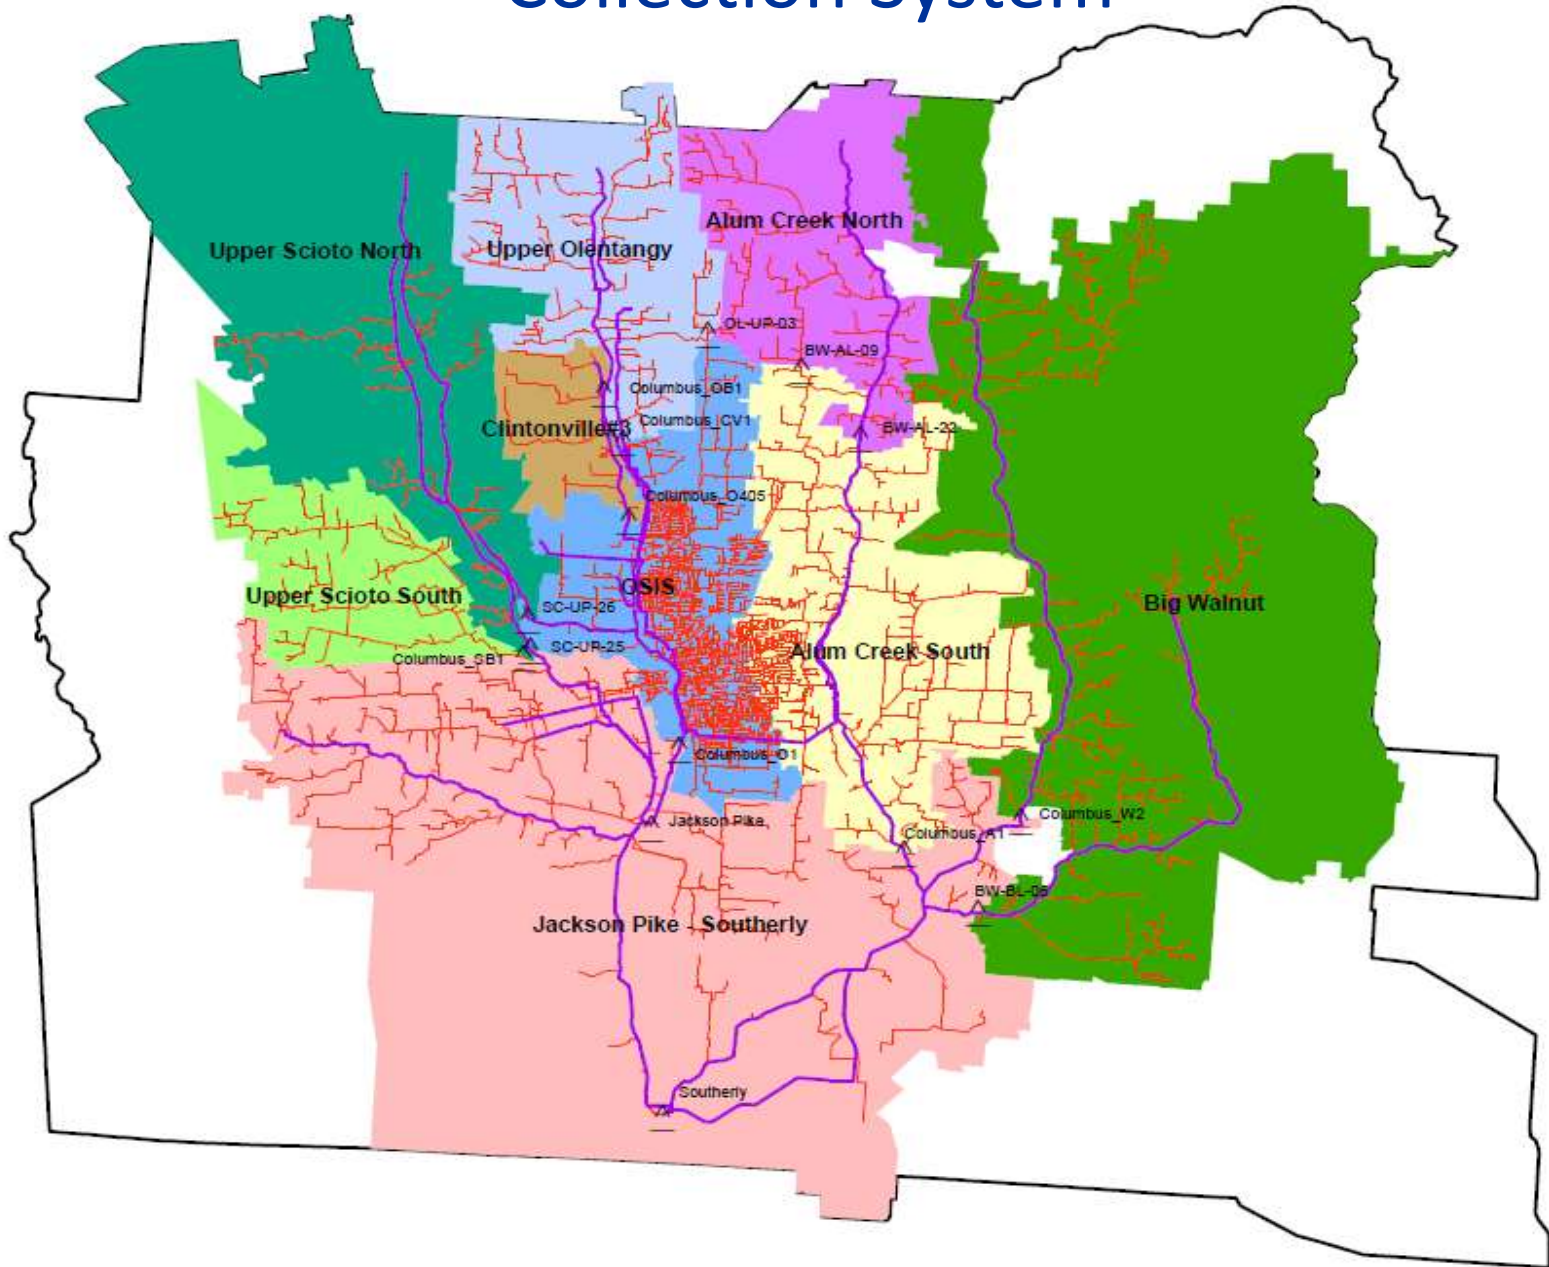 Collection System
Alum Creek North
Upper Scioto North
Upper Olentangy
OL-UP-03
BW-AL-09
Columbus_OB1
Columbus_CV1
Clintonville#3
BW-AL-22
Columbus_O405
OSIS
Upper Scioto South
SC-UP-26
Big Walnut
SC-UP-25
Alum Creek South
Columbus_SB1
Columbus_O1
Jackson Pike
Columbus_W2
Columbus_A1
BW-BL-06
Jackson Pike - Southerly
Southerly